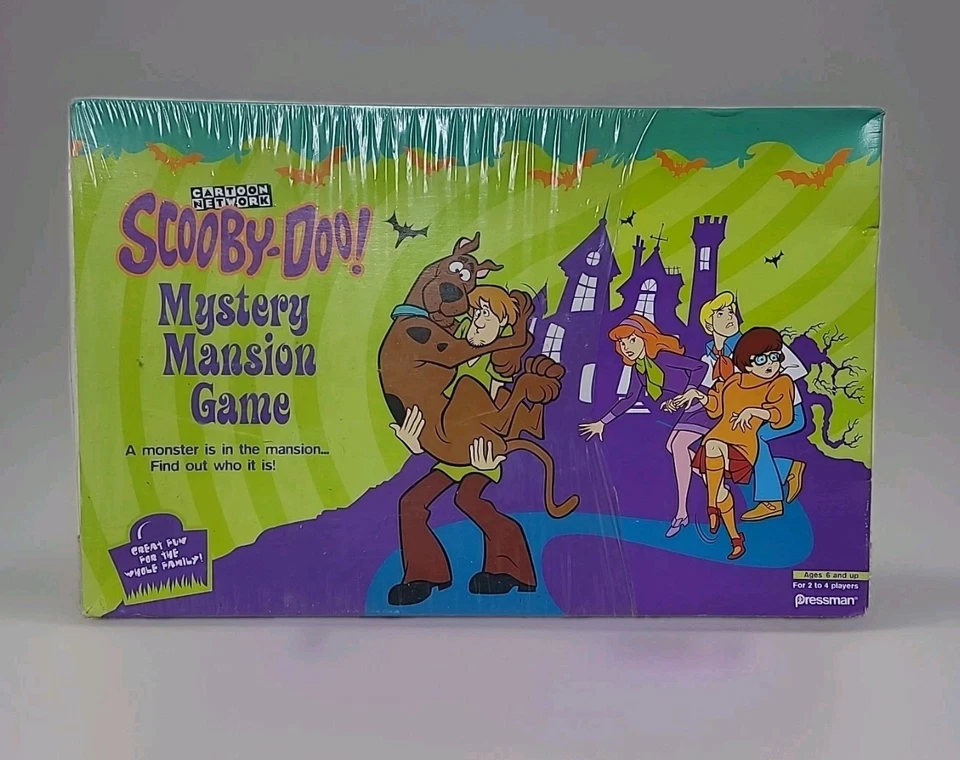 CARTOON
NETWORK
SCOOBY-DOO!
Mystery
Mansion
Game
A monster is in the mansion...
Find out who it is!
GREAT FUN
FOR THE
WHOLE FAMILY!
Ages 6 and up
For 2 to 4 players
Pressman®